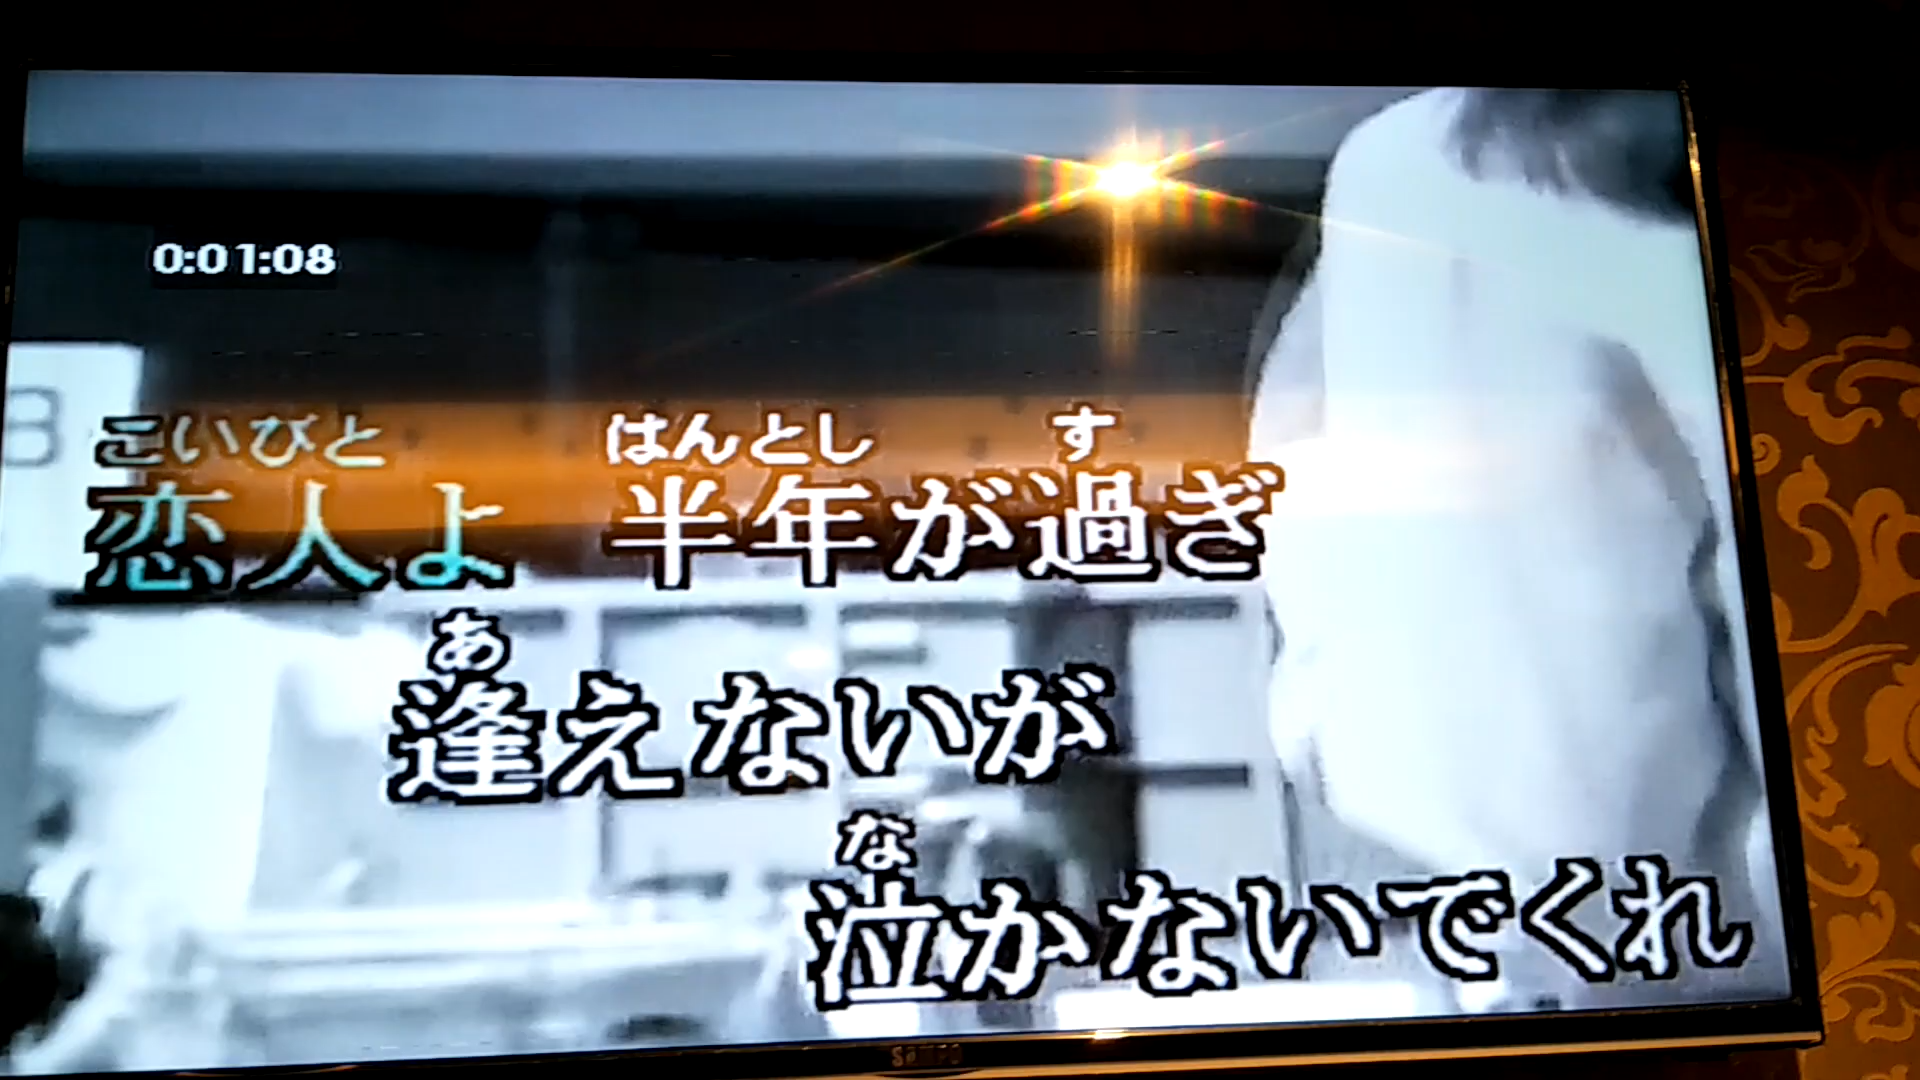 0:01:08
こいびと はんとし す
恋人よ 半年が過ぎ
あ
逢えないが
な
泣かないでくれ
SAMPO